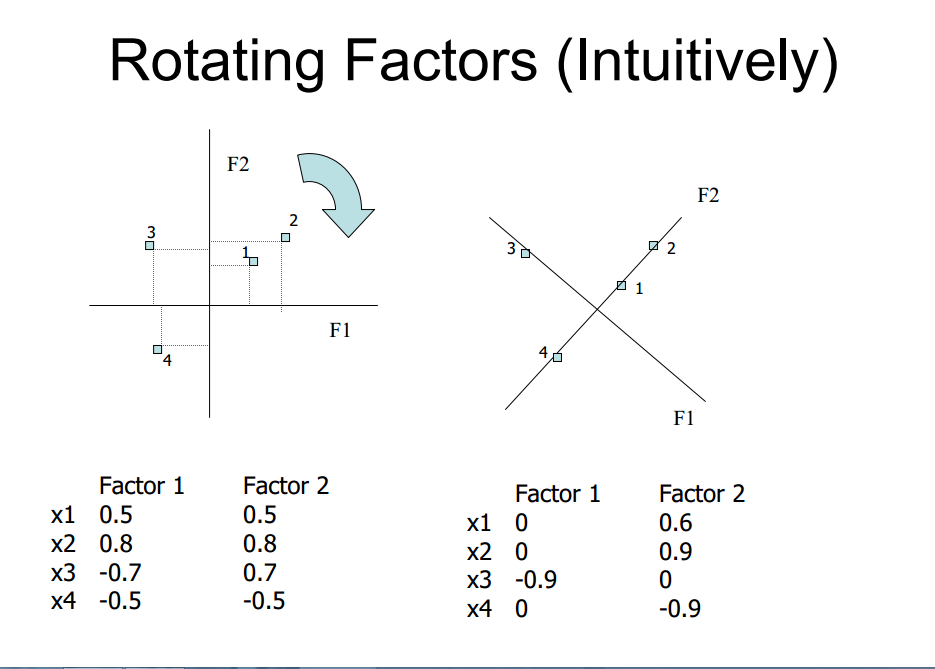 Rotating Factors (Intuitively)
F2
3
2
1
F1
4
F2
3
2
1
4
F1
Factor 1 Factor 2
x1 0.5 0.5
x2 0.8 0.8
x3 -0.7 0.7
x4 -0.5 -0.5
Factor 1 Factor 2
x1 0 0.6
x2 0 0.9
x3 -0.9 0
x4 0 -0.9